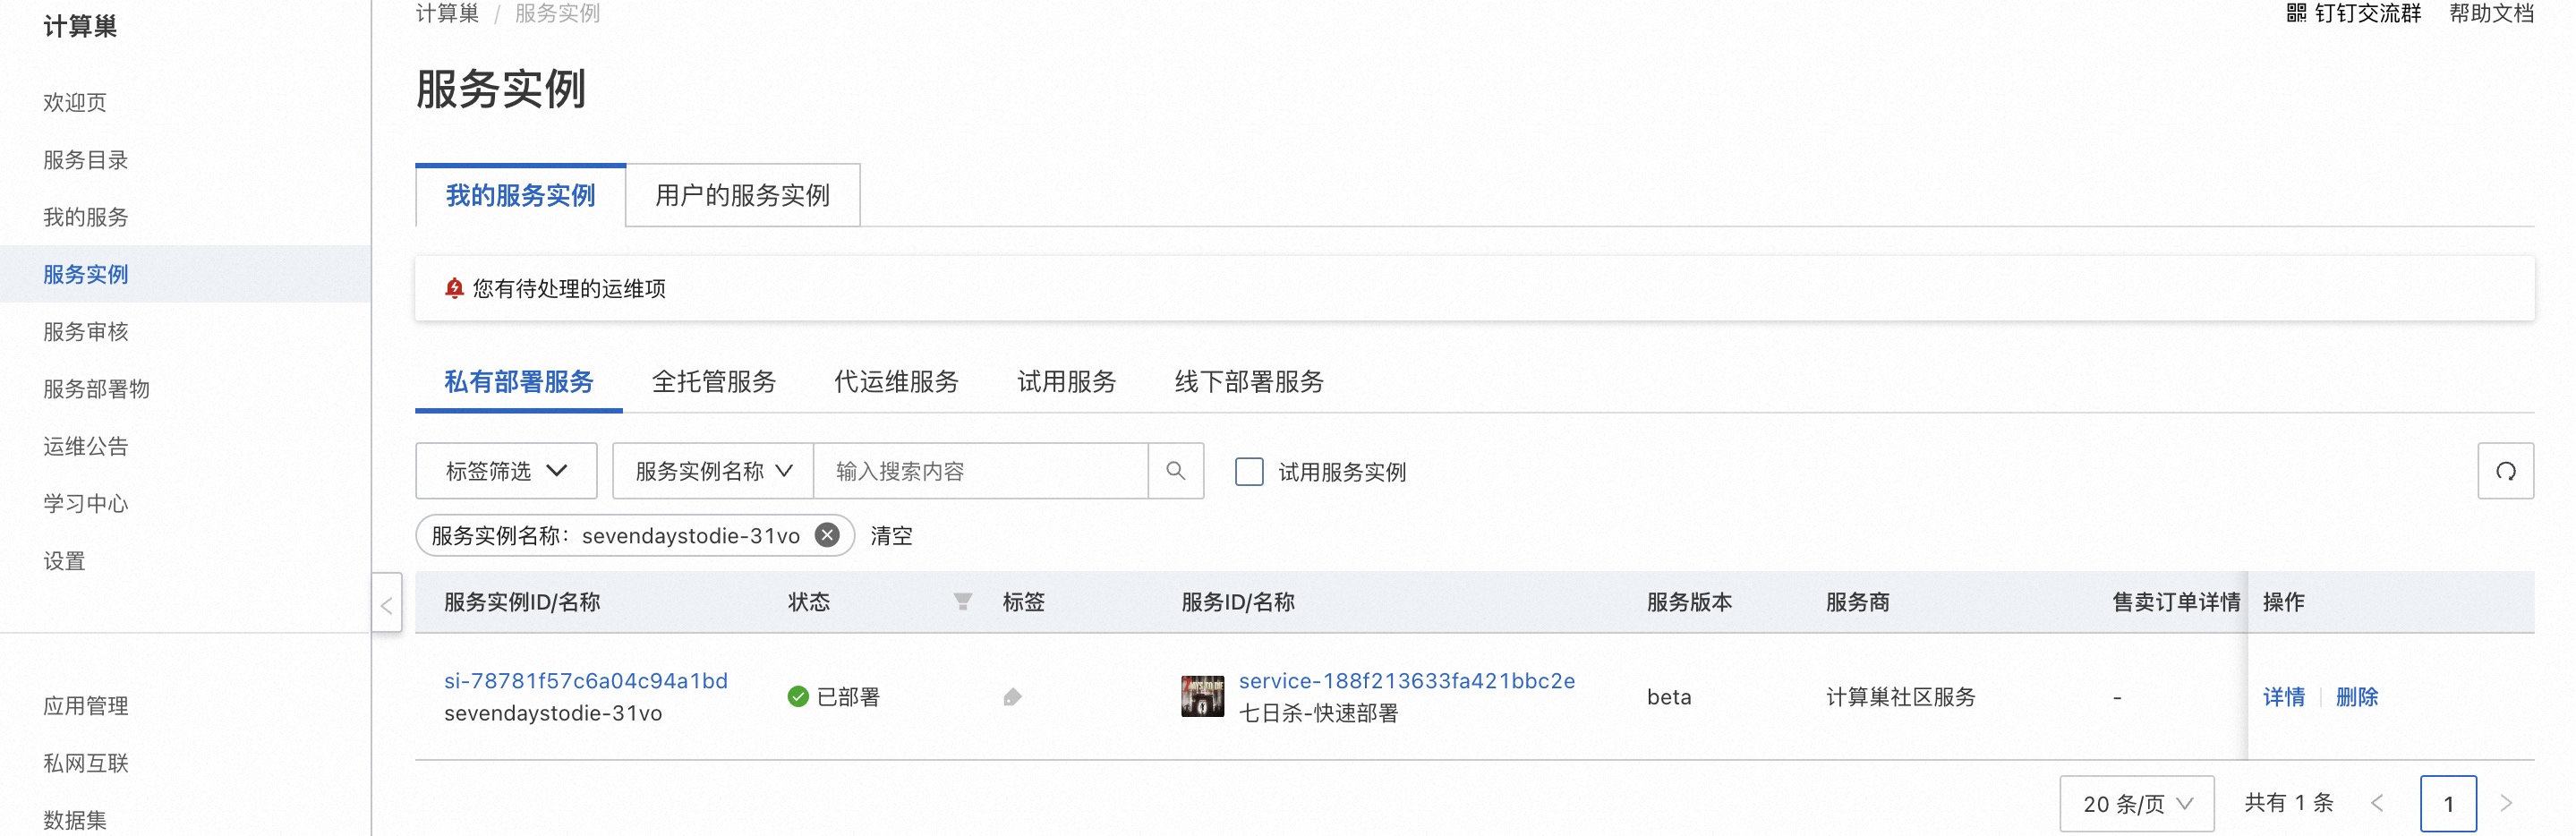 计算巢
欢迎页
服务目录
我的服务
服务实例
服务审核
服务部署物
运维公告
学习中心
设置
应用管理
私网互联
数据集
计算巢 / 服务实例
钉钉交流群 帮助文档
服务实例
我的服务实例 用户的服务实例
您有待处理的运维项
私有部署服务 全托管服务 代运维服务 试用服务 线下部署服务
标签筛选 服务实例名称 输入搜索内容 试用服务实例
服务实例名称：sevendaystodie-31vo 清空
服务实例ID/名称 状态 标签 服务ID/名称 服务版本 服务商 售卖订单详情 操作
si-78781f57c6a04c94a1bd
sevendaystodie-31vo
已部署
service-188f213633fa421bbc2e
七日杀-快速部署
beta
计算巢社区服务
-
详情 删除
20 条/页 共有 1 条 1